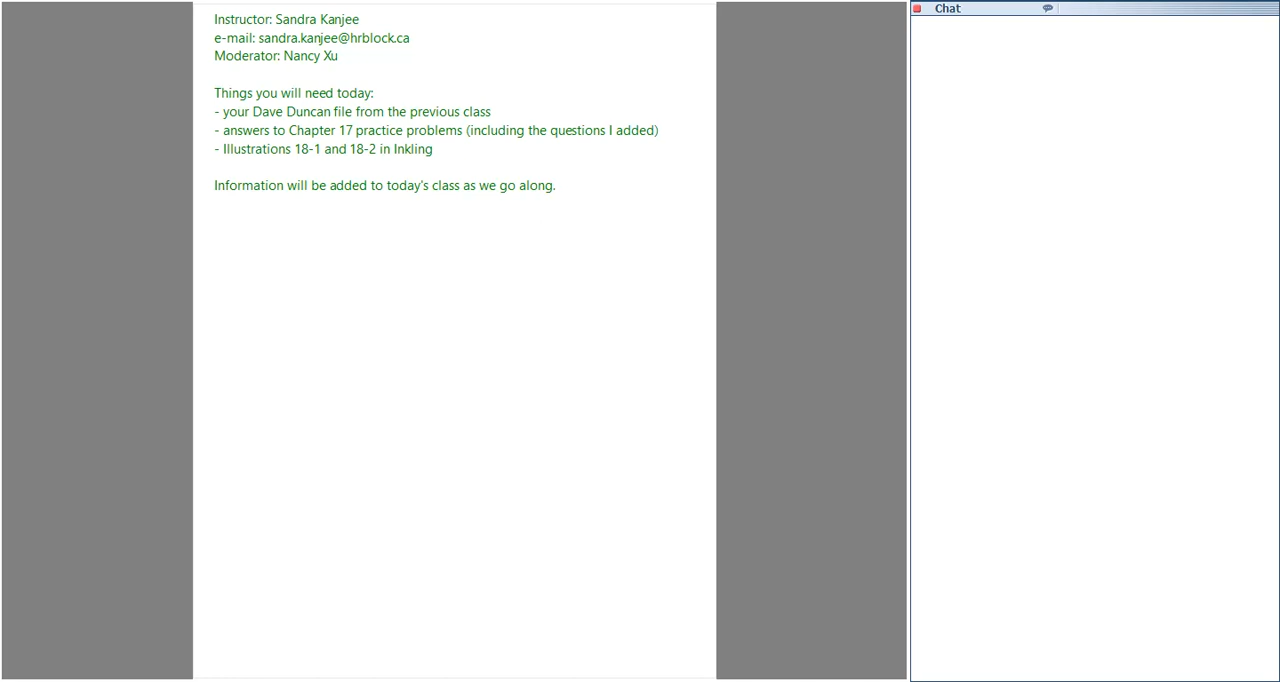 Instructor: Sandra Kanjee
e-mail: sandra.kanjee@hrblock.ca
Moderator: Nancy Xu
Things you will need today:
- your Dave Duncan file from the previous class
- answers to Chapter 17 practice problems (including the questions I added)
- Illustrations 18-1 and 18-2 in Inkling
Information will be added to today's class as we go along.
Chat